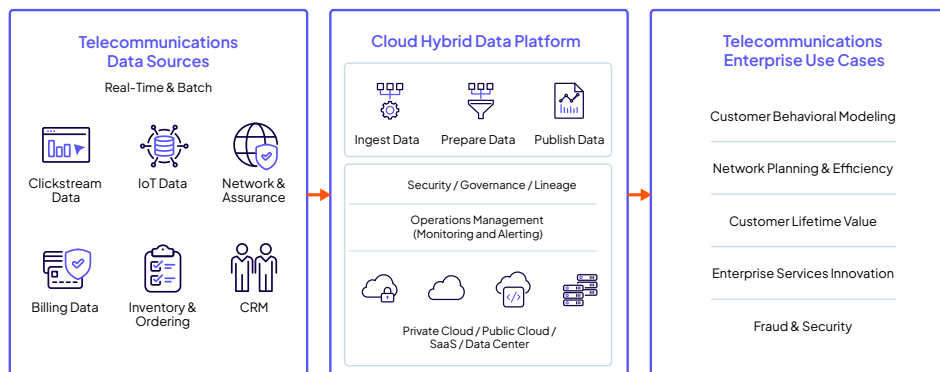 Telecommunications
Data Sources
Real-Time & Batch
Clickstream
Data
IoT Data
Network &
Assurance
Billing Data
Inventory &
Ordering
CRM
Cloud Hybrid Data Platform
Ingest Data
Prepare Data
Publish Data
Security / Governance / Lineage
Operations Management
(Monitoring and Alerting)
Private Cloud / Public Cloud /
SaaS / Data Center
Telecommunications
Enterprise Use Cases
Customer Behavioral Modeling
Network Planning & Efficiency
Customer Lifetime Value
Enterprise Services Innovation
Fraud & Security